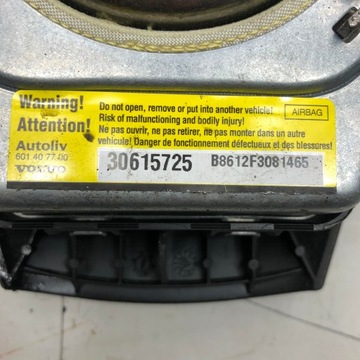 Warning!
Attention!
Do not open, remove or put into another vehicle!
Risk of malfunctioning and bodily injury!
Ne pas ouvrir, ne pas retirer, ne pas monter dans un autre
vehicule! Danger de fonctionnement défectueux et des blessures!
AIRBAG
Autoliv
601 40 77 00
VOLVO
30615725
B8612F3081465